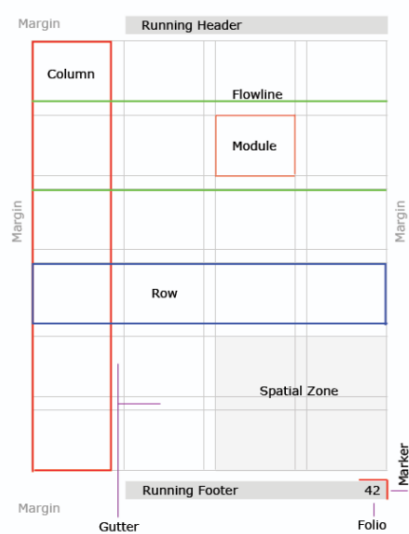 Margin
Running Header
Column
Flowline
Module
Margin
Margin
Row
Spatial Zone
Marker
Running Footer
42
Margin
Gutter
Folio